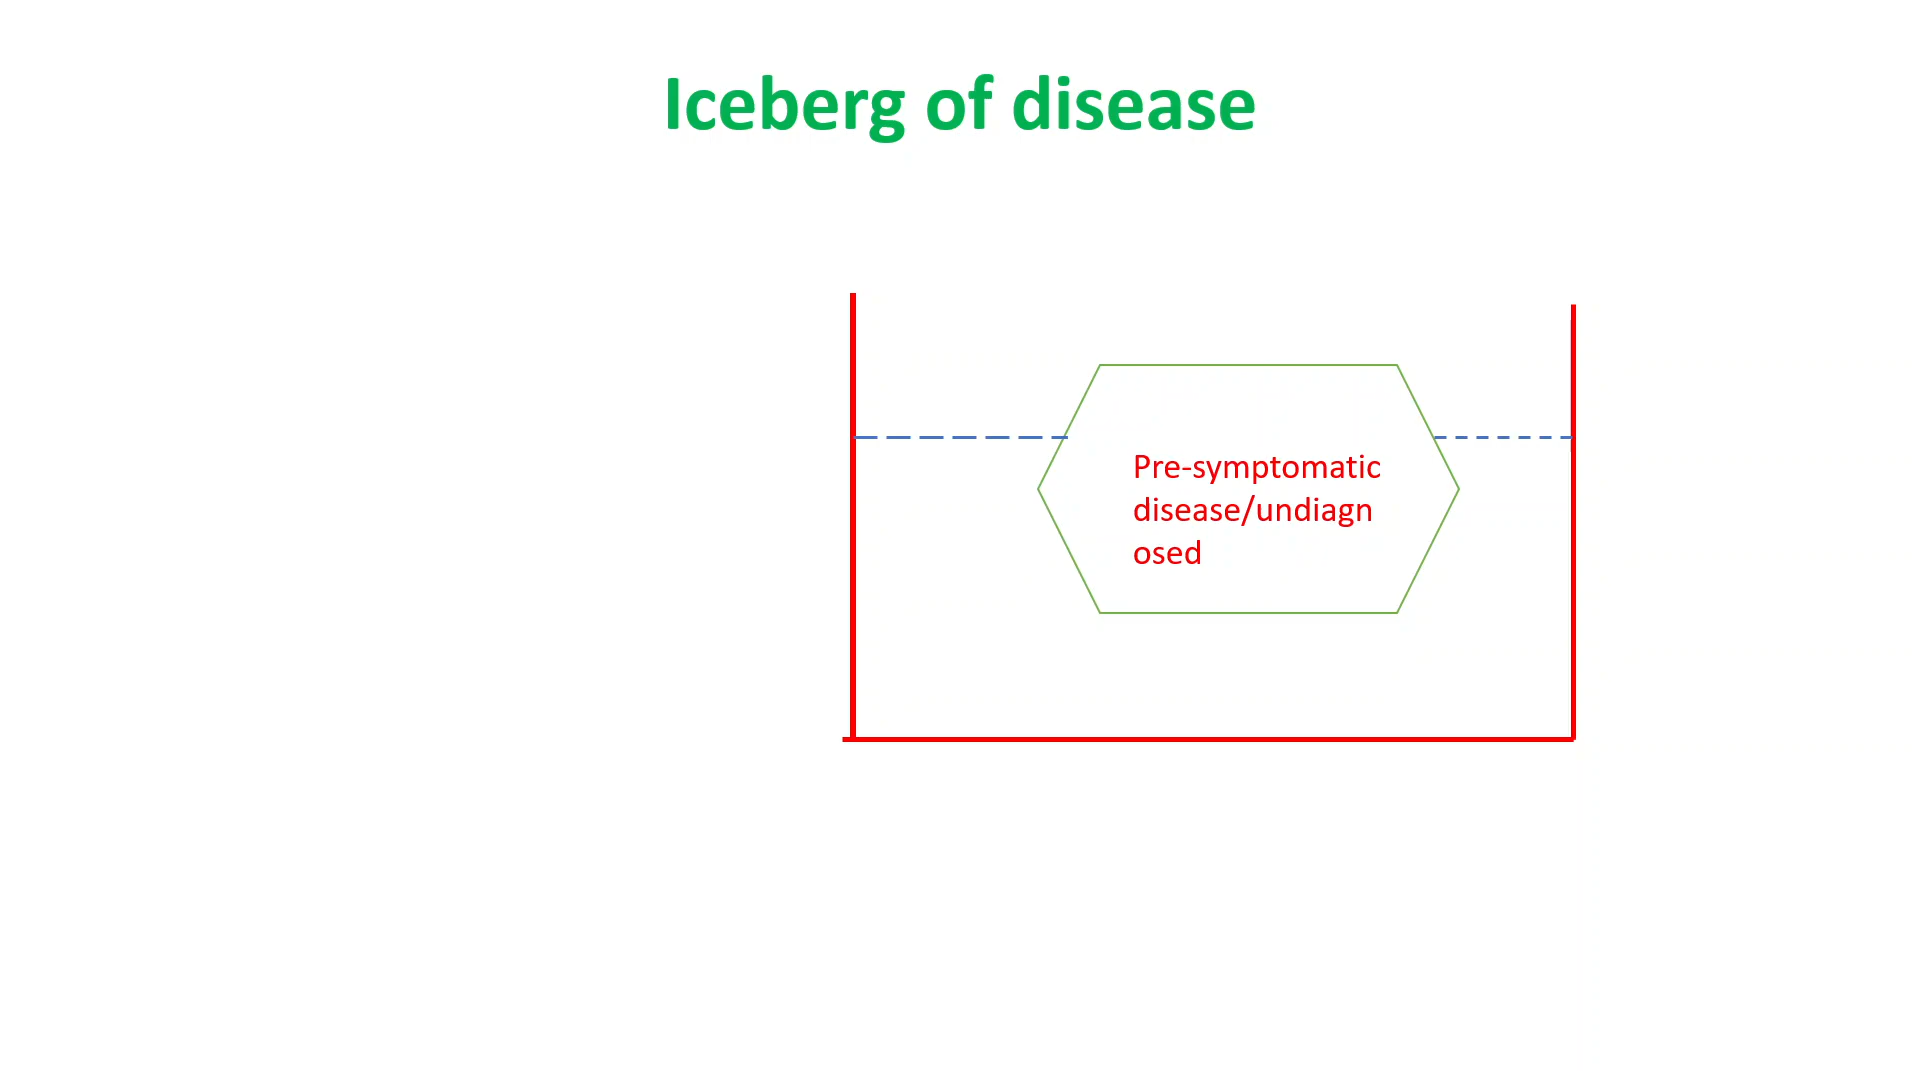 Iceberg of disease
Pre-symptomatic
disease/undiagn
osed